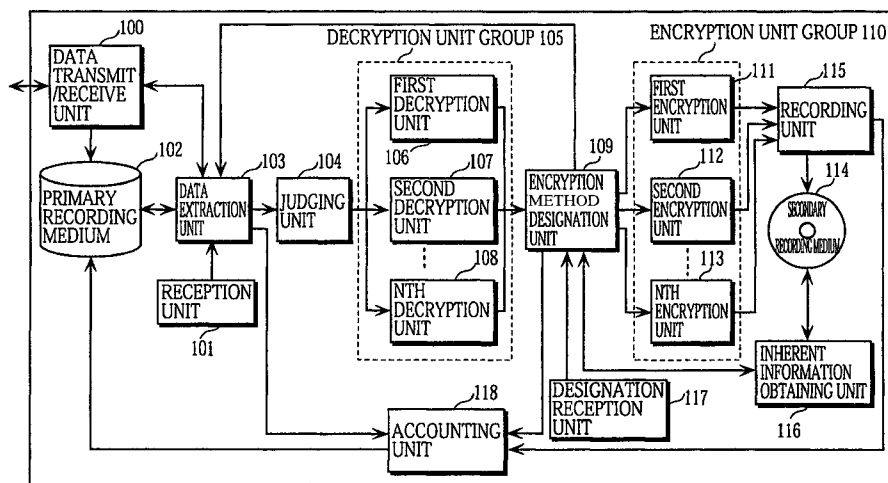 100
DATA
TRANSMIT
/RECEIVE
UNIT
102
PRIMARY
RECORDING
MEDIUM
103
DATA
EXTRACTION
UNIT
RECEPTION
UNIT
101
104
JUDGING
UNIT
DECRYPTION UNIT GROUP 105
FIRST
DECRYPTION
UNIT
106
107
SECOND
DECRYPTION
UNIT
108
NTH
DECRYPTION
UNIT
109
ENCRYPTION
METHOD
DESIGNATION
UNIT
ENCRYPTION UNIT GROUP 110
111
FIRST
ENCRYPTION
UNIT
112
SECOND
ENCRYPTION
UNIT
113
NTH
ENCRYPTION
UNIT
115
RECORDING
UNIT
114
SECONDARY
RECORDING MEDIUM
INHERENT
INFORMATION
OBTAINING UNIT
116
DESIGNATION
RECEPTION
UNIT
117
118
ACCOUNTING
UNIT